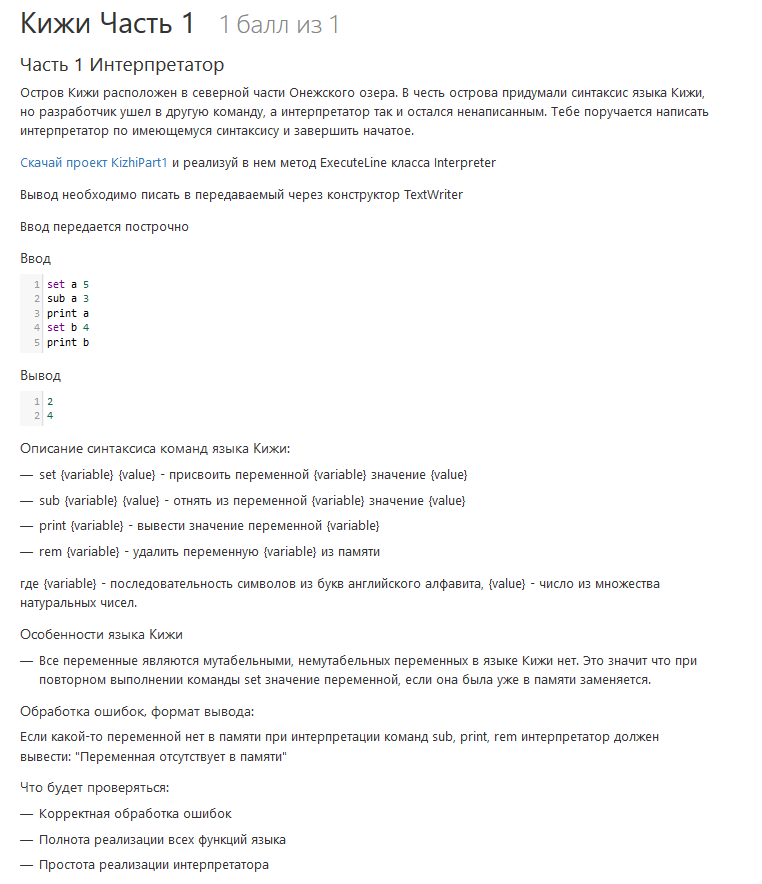 Кижи Часть 1 1 балл из 1
Часть 1 Интерпретатор
Остров Кижи расположен в северной части Онежского озера. В честь острова придумали синтаксис языка Кижи,
но разработчик ушел в другую команду, а интерпретатор так и остался ненаписанным. Тебе поручается написать
интерпретатор по имеющемуся синтаксису и завершить начатое.
Скачай проект KizhiPart1 и реализуй в нем метод ExecuteLine класса Interpreter
Вывод необходимо писать в передаваемый через конструктор TextWriter
Ввод передается построчно
Ввод
1 set a 5
2 sub a 3
3 print a
4 set b 4
5 print b
Вывод
1 2
2 4
Описание синтаксиса команд языка Кижи:
— set {variable} {value} - присвоить переменной {variable} значение {value}
— sub {variable} {value} - отнять из переменной {variable} значение {value}
— print {variable} - вывести значение переменной {variable}
— rem {variable} - удалить переменную {variable} из памяти
где {variable} - последовательность символов из букв английского алфавита, {value} - число из множества
натуральных чисел.
Особенности языка Кижи
— Все переменные являются мутабельными, немутабельных переменных в языке Кижи нет. Это значит что при
повторном выполнении команды set значение переменной, если она была уже в памяти заменяется.
Обработка ошибок, формат вывода:
Если какой-то переменной нет в памяти при интерпретации команд sub, print, rem интерпретатор должен
вывести: "Переменная отсутствует в памяти"
Что будет проверяться:
— Корректная обработка ошибок
— Полнота реализации всех функций языка
— Простота реализации интерпретатора